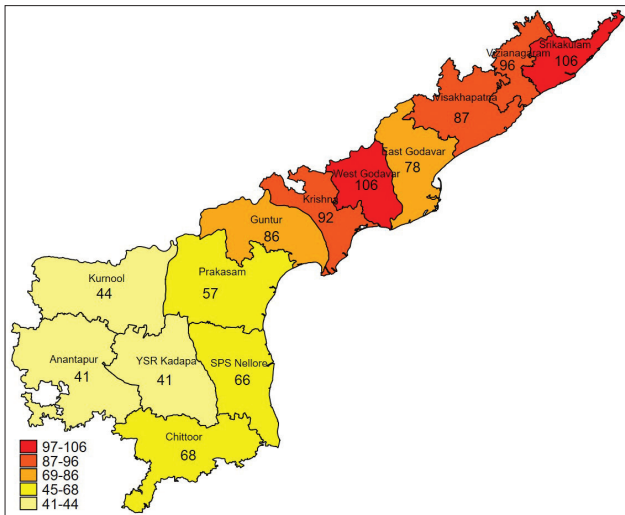 Srikakulam
106
Vizianagaram
96
Visakhapatna
87
East Godavar
78
West Godavar
106
Krishna
92
Guntur
86
Prakasam
57
Kurnool
44
Anantapur
41
YSR Kadapa
41
SPS Nellore
66
Chittoor
68
97-106
87-96
69-86
45-68
41-44